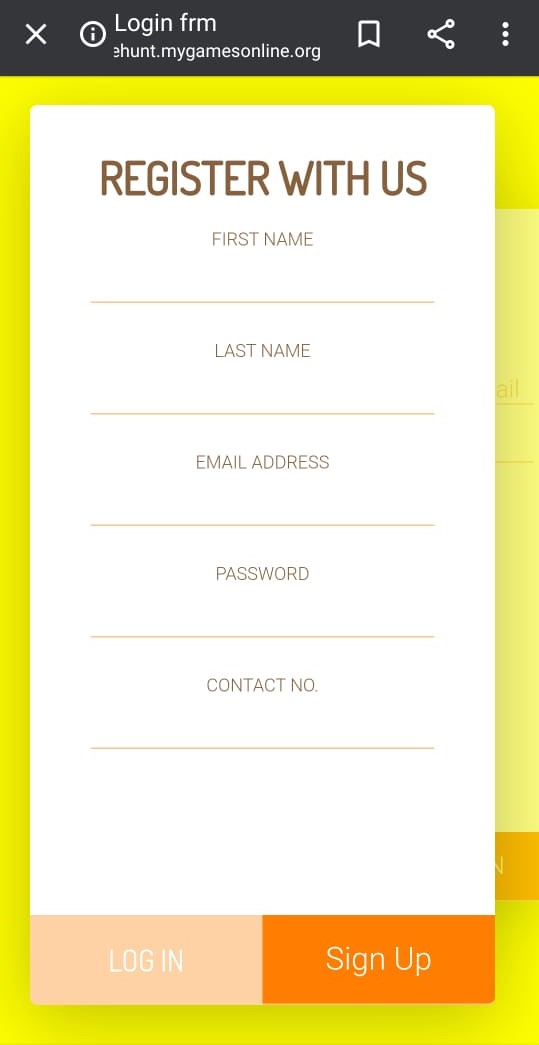 Login frm
ehunt.mygamesonline.org
REGISTER WITH US
FIRST NAME
LAST NAME
ail
EMAIL ADDRESS
PASSWORD
CONTACT NO.
N
LOG IN
Sign Up